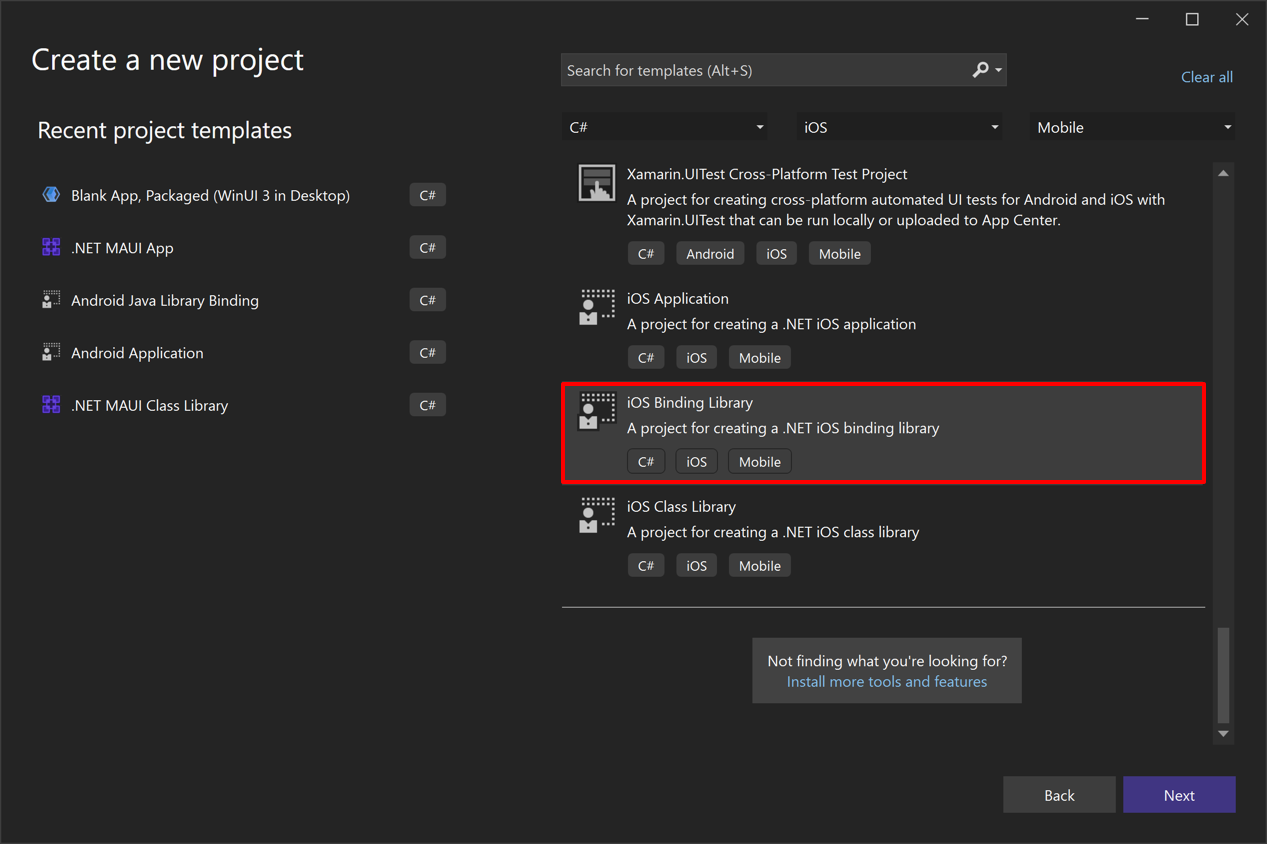 Create a new project
Search for templates (Alt+S)
Clear all
C#
iOS
Mobile
Recent project templates
Blank App, Packaged (WinUI 3 in Desktop)
C#
.NET MAUI App
C#
Android Java Library Binding
C#
Android Application
C#
.NET MAUI Class Library
C#
Xamarin.UITest Cross-Platform Test Project
A project for creating cross-platform automated UI tests for Android and iOS with
Xamarin.UITest that can be run locally or uploaded to App Center.
C# Android iOS Mobile
iOS Application
A project for creating a .NET iOS application
C# iOS Mobile
iOS Binding Library
A project for creating a .NET iOS binding library
C# iOS Mobile
iOS Class Library
A project for creating a .NET iOS class library
C# iOS Mobile
Not finding what you're looking for?
Install more tools and features
Back
Next